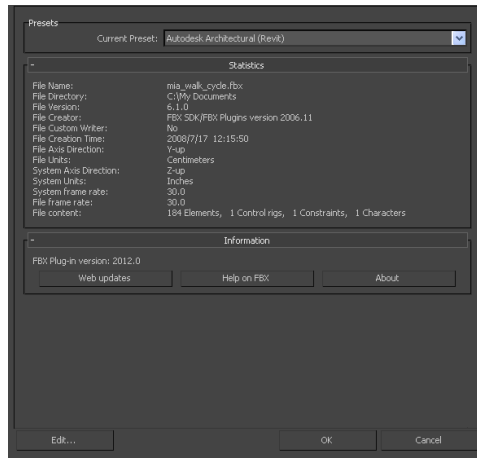 Presets
Current Preset: Autodesk Architectural (Revit)
- Statistics
File Name: mia_walk_cycle.fbx
File Directory: C:\My Documents
File Version: 6.1.0
File Creator: FBX SDK/FBX Plugins version 2006.11
File Custom Writer: No
File Creation Time: 2008/7/17 12:15:50
File Axis Direction: Y-up
File Units: Centimeters
System Axis Direction: Z-up
System Units: Inches
System frame rate: 30.0
File frame rate: 30.0
File content: 184 Elements, 1 Control rigs, 1 Constraints, 1 Characters
- Information
FBX Plug-in version: 2012.0
Web updates Help on FBX About
Edit... OK Cancel